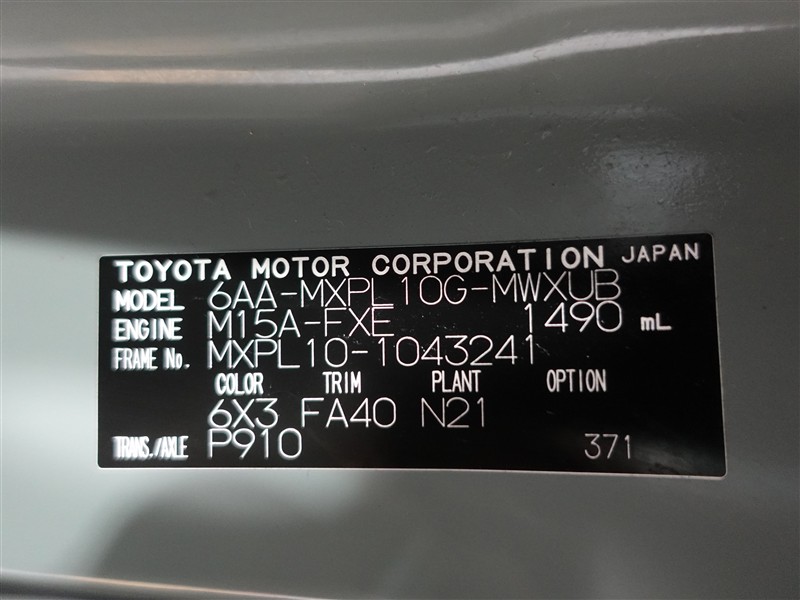 TOYOTA MOTOR CORPORATION JAPAN
MODEL 6AA-MXPL10G-MWXUB
ENGINE M15A-FXE 1490 mL
FRAME No. MXPL10-1043241
COLOR TRIM PLANT OPTION
6X3 FA40 N21
TRANS./AXLE P910 371